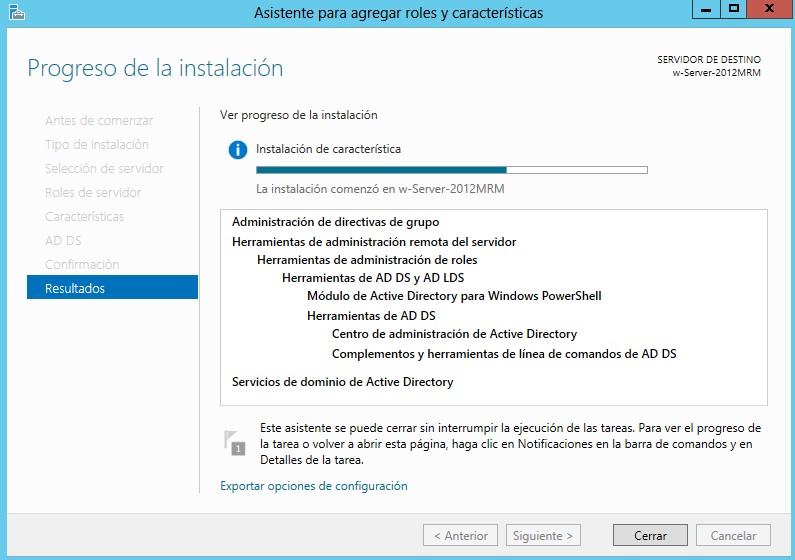 Asistente para agregar roles y características
Progreso de la instalación
SERVIDOR DE DESTINO
w-Server-2012MRM
Antes de comenzar
Tipo de instalación
Selección de servidor
Roles de servidor
Características
AD DS
Confirmación
Resultados
Ver progreso de la instalación
Instalación de característica
La instalación comenzó en w-Server-2012MRM
Administración de directivas de grupo
Herramientas de administración remota del servidor
Herramientas de administración de roles
Herramientas de AD DS y AD LDS
Módulo de Active Directory para Windows PowerShell
Herramientas de AD DS
Centro de administración de Active Directory
Complementos y herramientas de línea de comandos de AD DS
Servicios de dominio de Active Directory
1
Este asistente se puede cerrar sin interrumpir la ejecución de las tareas. Para ver el progreso de
la tarea o volver a abrir esta página, haga clic en Notificaciones en la barra de comandos y en
Detalles de la tarea.
Exportar opciones de configuración
< Anterior
Siguiente >
Cerrar
Cancelar